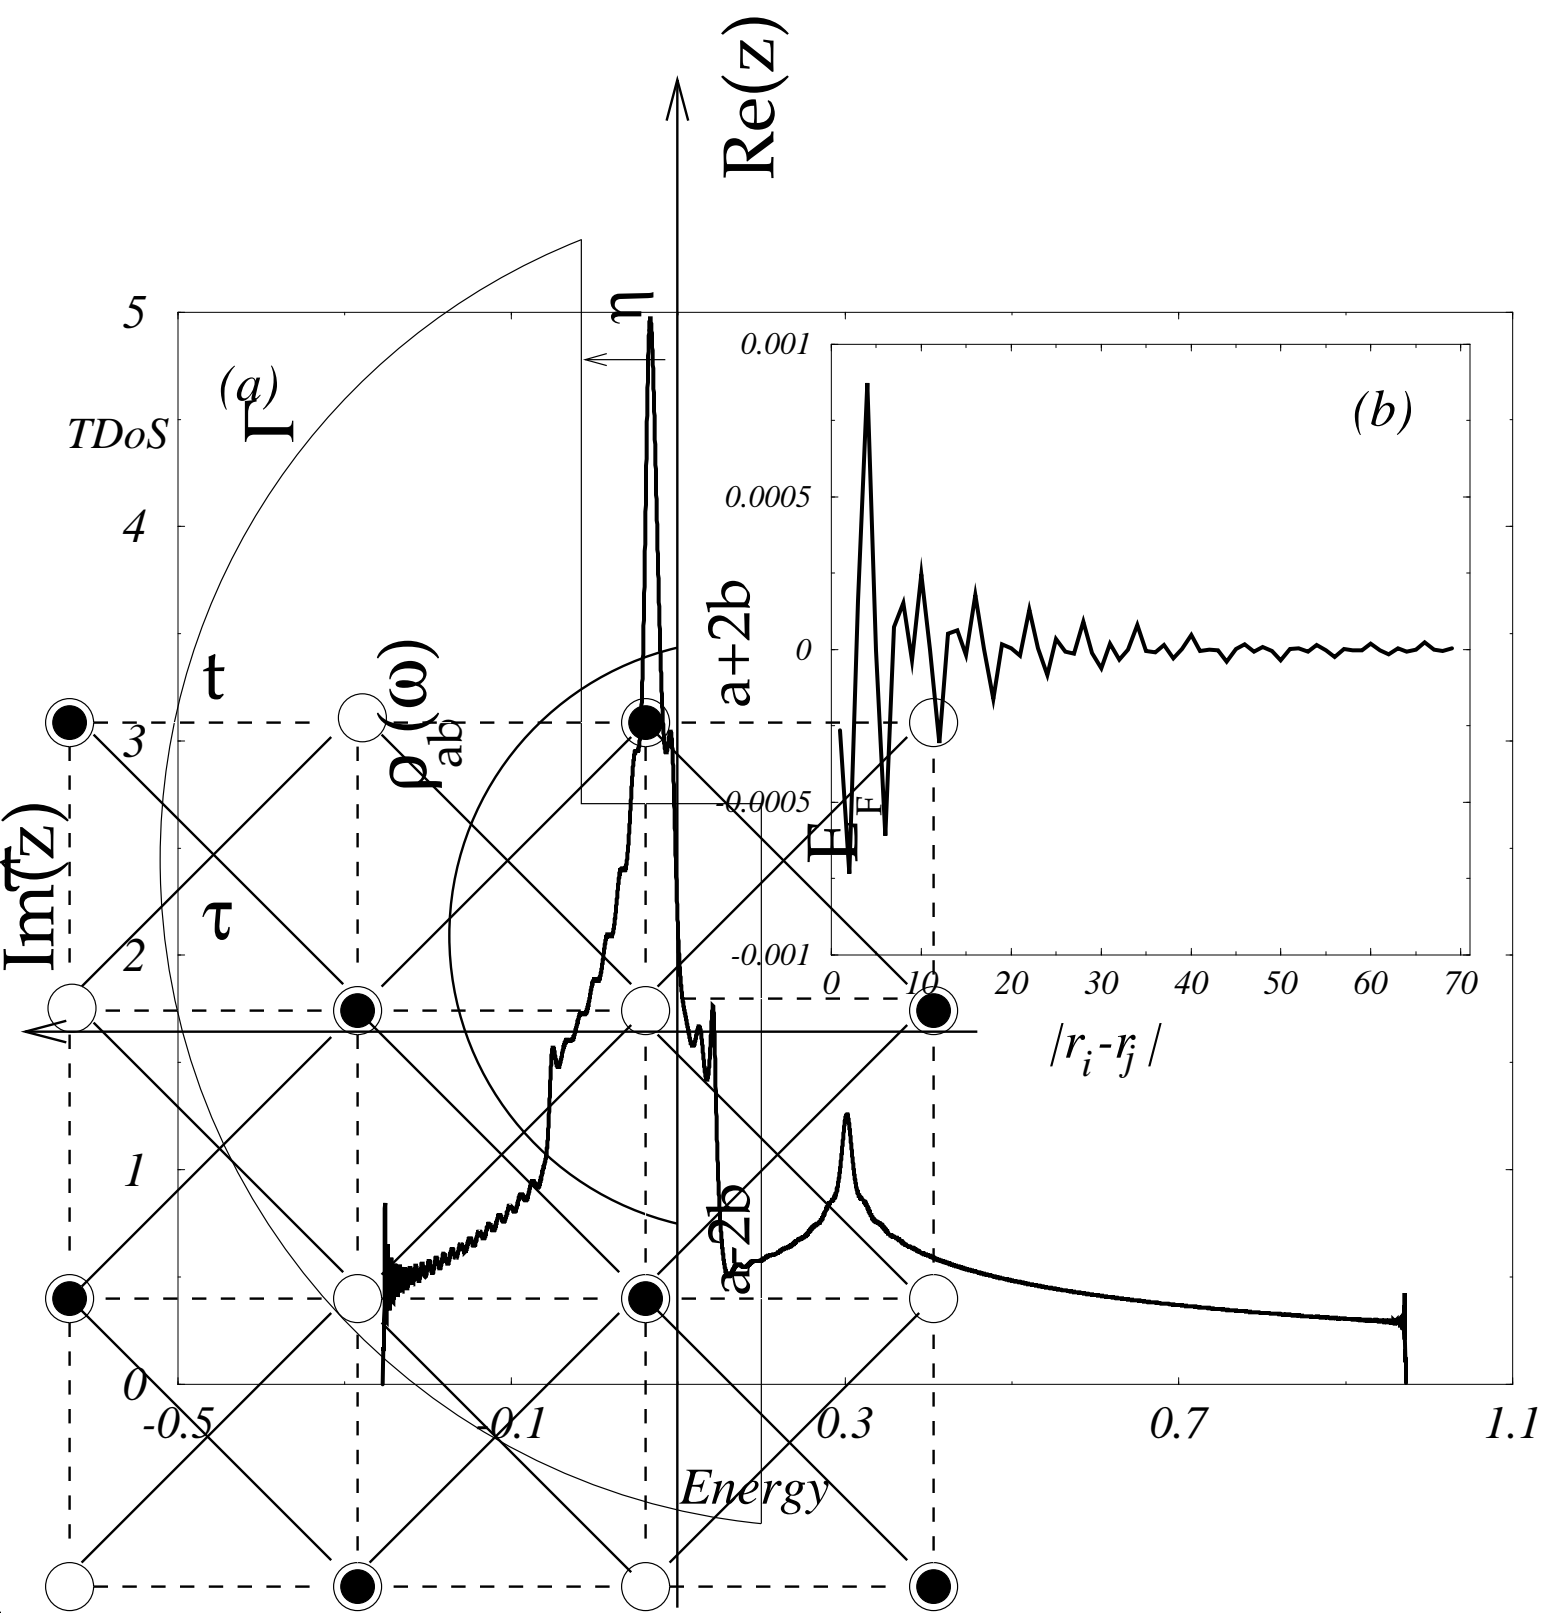 Re(z)
η
5
0.001
(a)
Γ
(b)
TDoS
0.0005
4
a+2b
0
t
ρab(ω)
3
-0.0005
EF
Im(z)
τ
τ
2
-0.001
0 10 20 30 40 50 60 70
|ri-rj|
1
a-2b
0
-0.5 -0.1 0.3 0.7 1.1
Energy